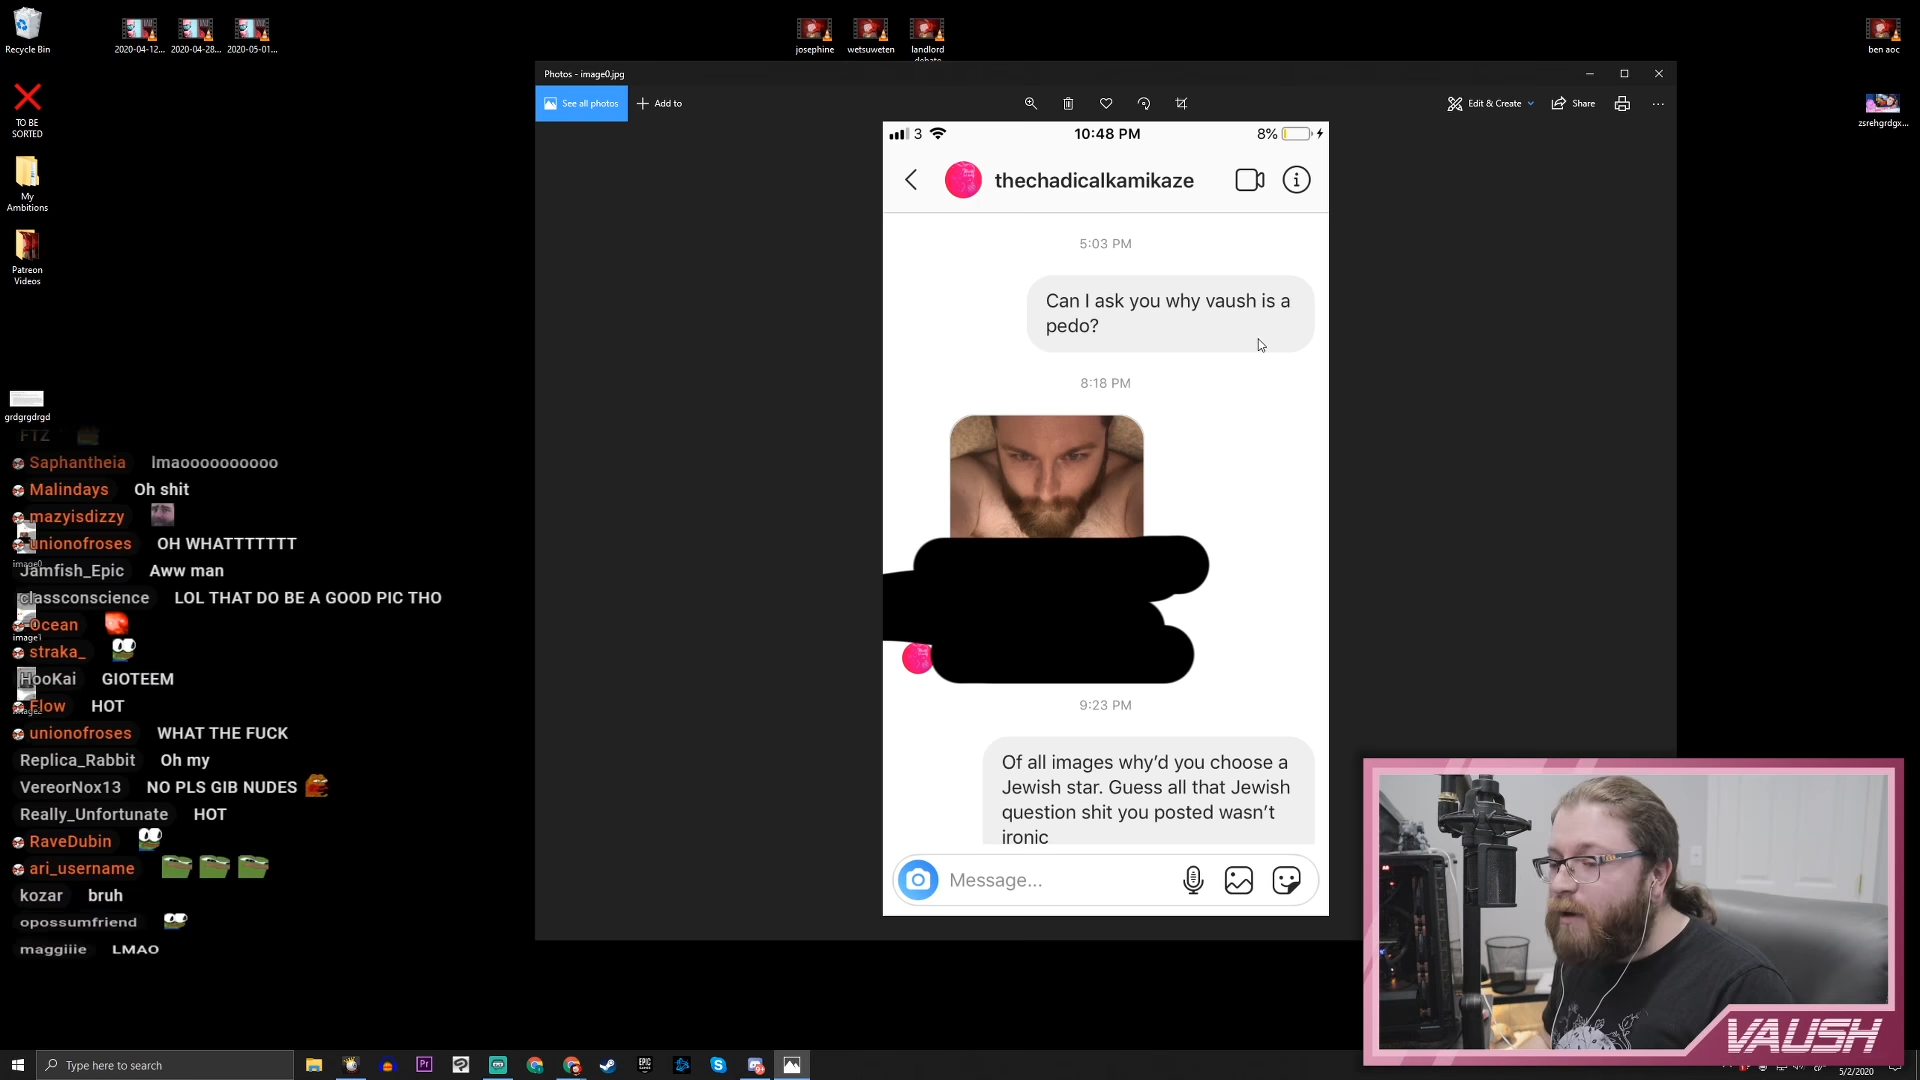 Recycle Bin
2020-04-12...
2020-04-28...
2020-05-01...
josephine
wetsuweten
landlord
ben aoc
zsrehgrdgx...
TO BE
SORTED
My
Ambitions
Patreon
Videos
grdgrgdrgd
Photos - image0.jpg
See all photos
Add to
Edit & Create
Share
3
10:48 PM
8%
thechadicalkamikaze
5:03 PM
Can I ask you why vaush is a
pedo?
8:18 PM
9:23 PM
Of all images why'd you choose a
Jewish star. Guess all that Jewish
question shit you posted wasn't
ironic
Message...
FTZ
Saphantheia lmaoooooooooo
Malindays Oh shit
mazyisdizzy
unionofroses OH WHATTTTTTT
Jamfish_Epic Aww man
classconscience LOL THAT DO BE A GOOD PIC THO
Ocean
image1
straka_
HooKai GIOTEEM
Flow HOT
unionofroses WHAT THE FUCK
Replica_Rabbit Oh my
VereorNox13 NO PLS GIB NUDES
Really_Unfortunate HOT
RaveDubin
ari_username
kozar bruh
opossumfriend
maggiiie LMAO
VAUSH
Type here to search
5/2/2020